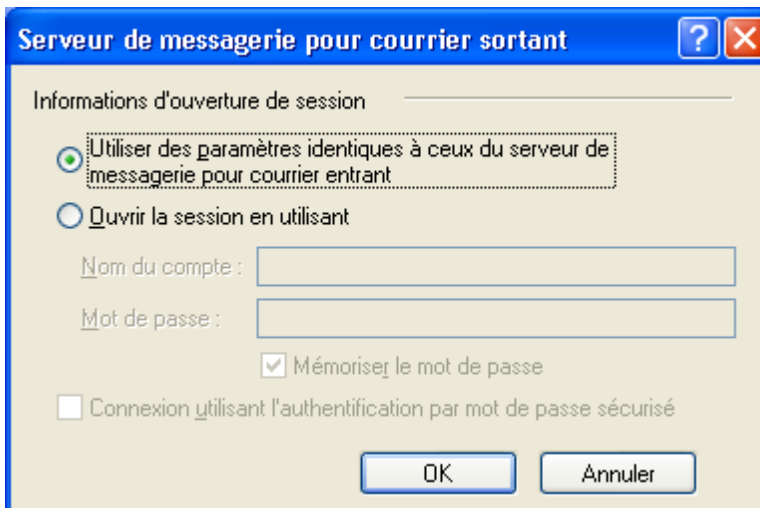 Serveur de messagerie pour courrier sortant
Informations d'ouverture de session
Utiliser des paramètres identiques à ceux du serveur de
messagerie pour courrier entrant
Ouvrir la session en utilisant
Nom du compte :
Mot de passe :
Mémoriser le mot de passe
Connexion utilisant l'authentification par mot de passe sécurisé
OK Annuler